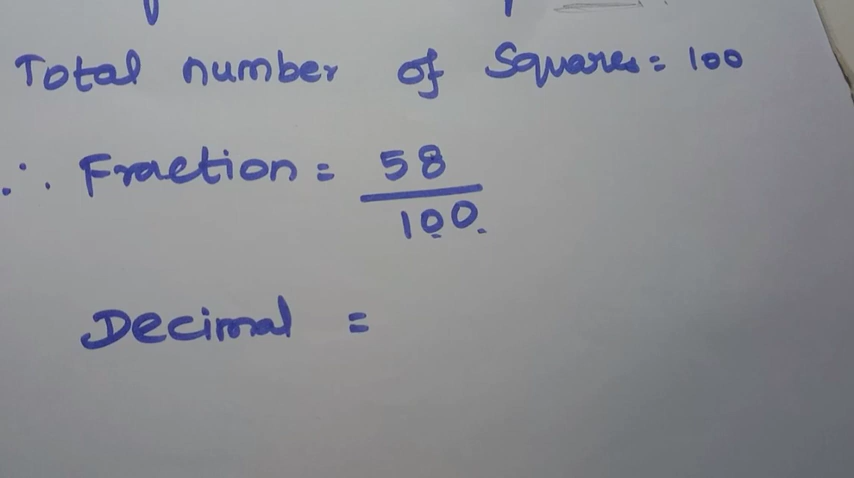 Total number of Squares = 100
∴ Fraction = 58
100
Decimal =